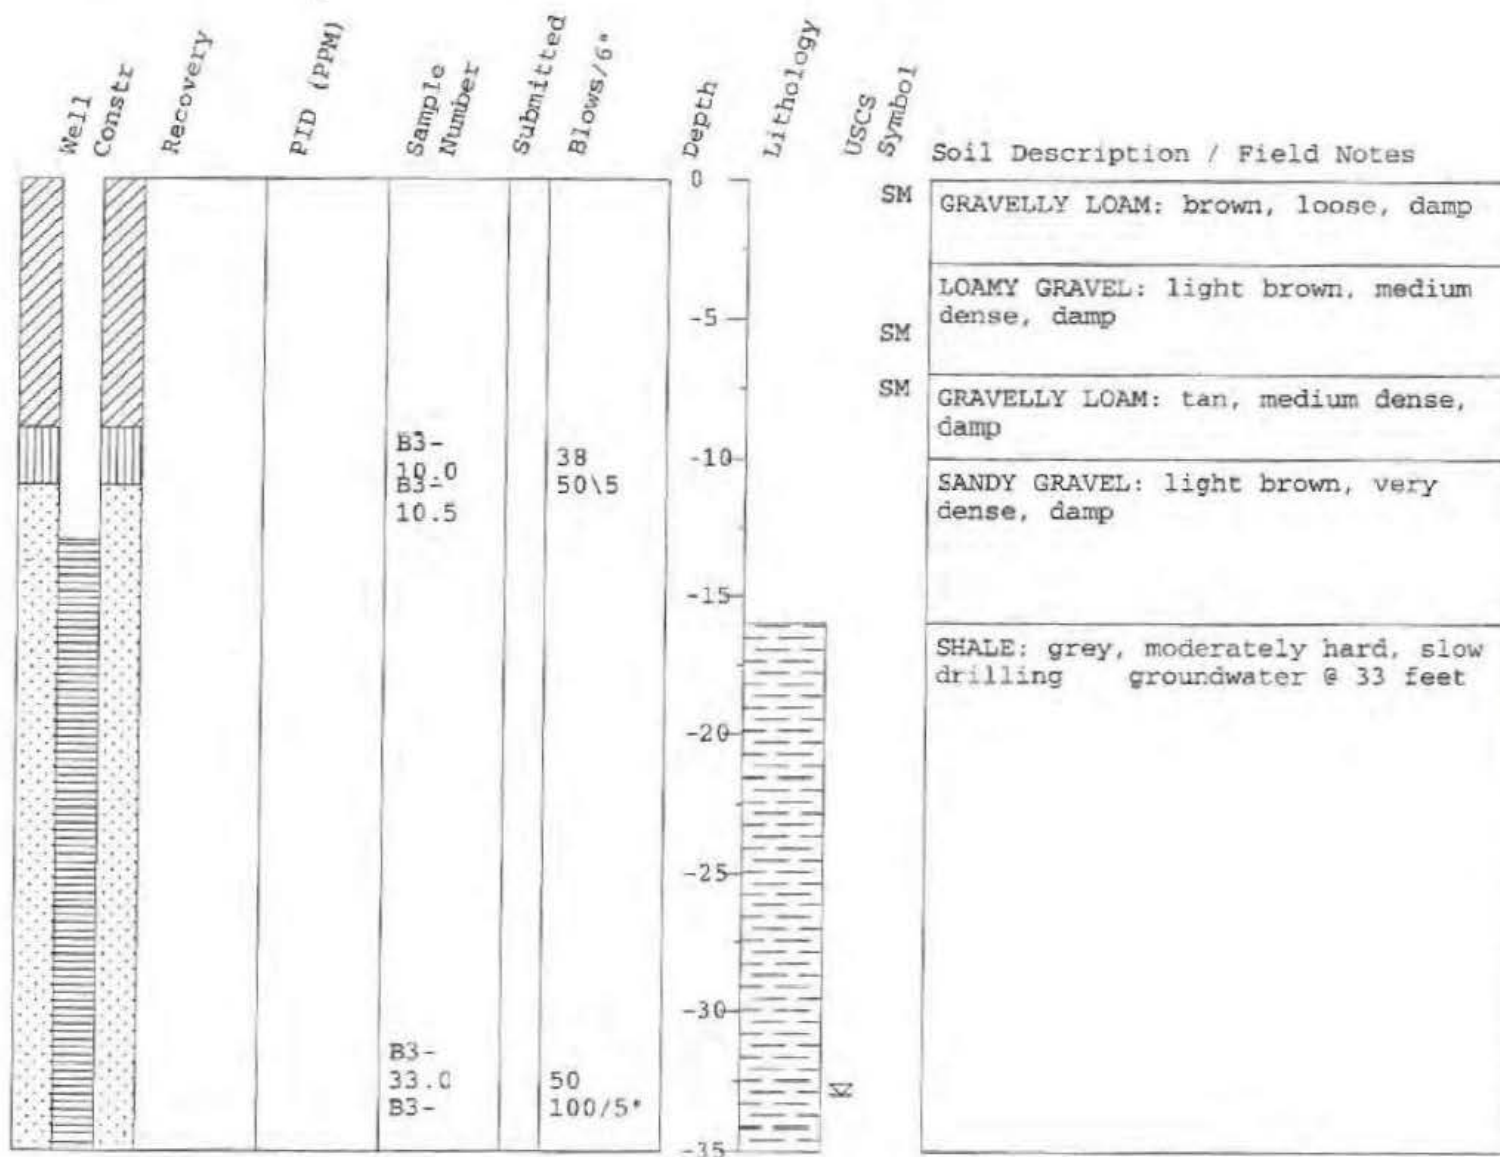 Well
Constr
Recovery
PID (PPM)
Sample
Number
Submitted
Blows/6"
Depth
Lithology
USCS
Symbol
Soil Description / Field Notes
0
SM
GRAVELLY LOAM: brown, loose, damp
LOAMY GRAVEL: light brown, medium
dense, damp
-5
SM
SM
GRAVELLY LOAM: tan, medium dense,
damp
B3-
10.0
B3-
10.5
38
50\5
-10
SANDY GRAVEL: light brown, very
dense, damp
-15
SHALE: grey, moderately hard, slow
drilling groundwater @ 33 feet
-20
-25
-30
B3-
33.0
B3-
50
100/5"
-35